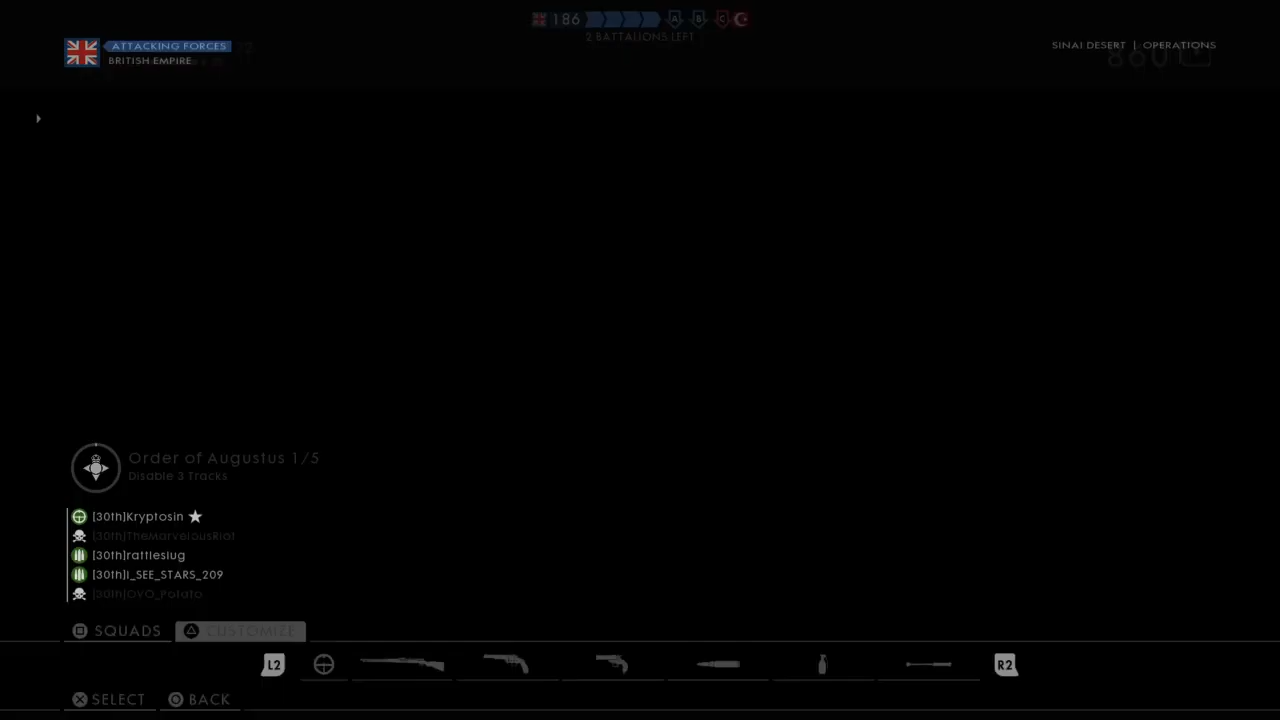 186
A B C
2 BATTALIONS LEFT
ATTACKING FORCES
BRITISH EMPIRE
SINAI DESERT | OPERATIONS
8601
Order of Augustus 1/5
Disable 3 Tracks
[30th]Kryptosin
[30th]TheMarvelousRiot
[30th]rattleslug
[30th]I_SEE_STARS_209
[30th]OVO_Potato
SQUADS
CUSTOMIZE
L2
R2
SELECT
BACK